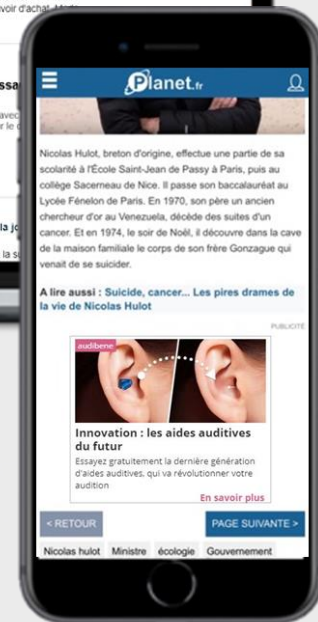 voir d'achat
Planet.fr
Nicolas Hulot, breton d'origine, effectue une partie de sa
scolarité à l'École Saint-Jean de Passy à Paris, puis au
collège Sacerneau de Nice. Il passe son baccalauréat au
Lycée Fénelon de Paris. En 1970, son père un ancien
chercheur d'or au Venezuela, décède des suites d'un
cancer. Et en 1974, le soir de Noël, il découvre dans la cave
de la maison familiale le corps de son frère Gonzague qui
venait de se suicider.
A lire aussi : Suicide, cancer... Les pires drames de
la vie de Nicolas Hulot
PUBLICITÉ
audibene
Innovation : les aides auditives
du futur
Essayez gratuitement la dernière génération
d'aides auditives, qui va révolutionner votre
audition
En savoir plus
< RETOUR
PAGE SUIVANTE >
Nicolas hulot Ministre écologie Gouvernement